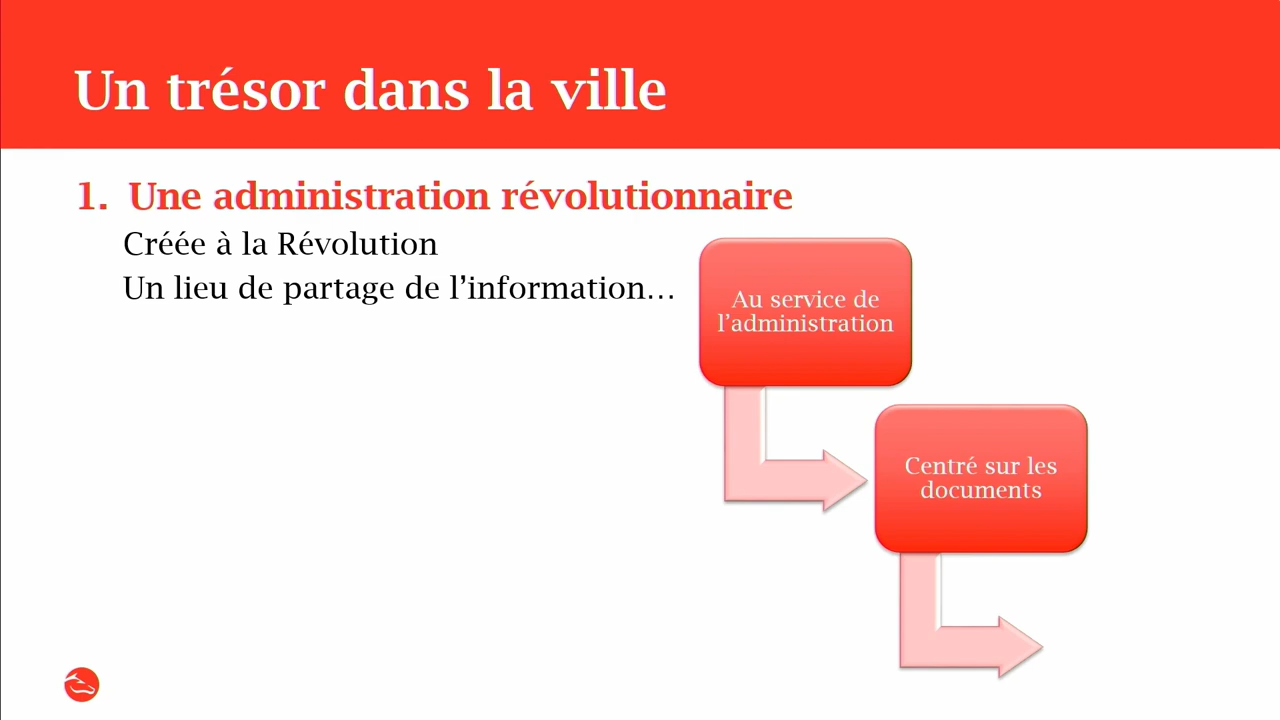 Un trésor dans la ville
1. Une administration révolutionnaire
Créée à la Révolution
Un lieu de partage de l’information…
Au service de
l’administration
Centré sur les
documents